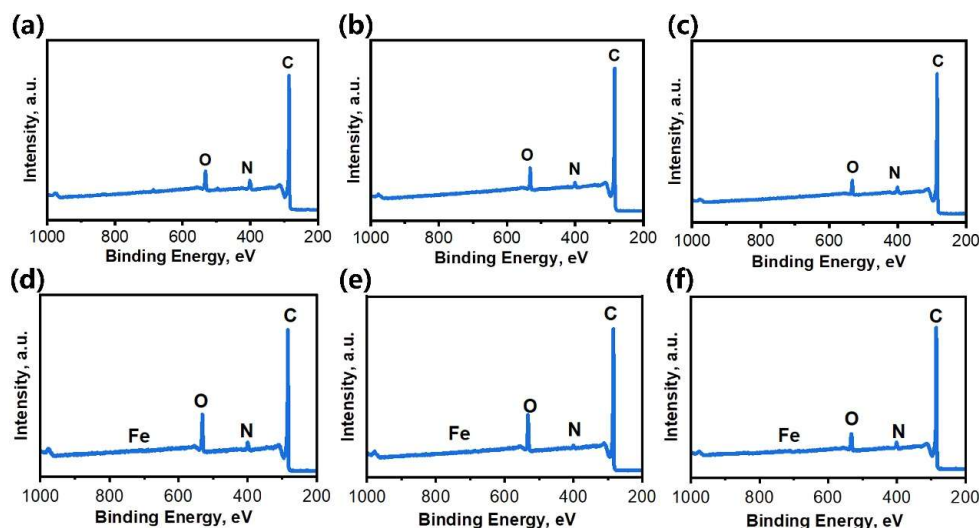 (a)
C
O
N
Intensity, a.u.
1000 800 600 400 200
Binding Energy, eV
(b)
C
O
N
Intensity, a.u.
1000 800 600 400 200
Binding Energy, eV
(c)
C
O
N
Intensity, a.u.
1000 800 600 400 200
Binding Energy, eV
(d)
C
O
Fe
N
Intensity, a.u.
1000 800 600 400 200
Binding Energy, eV
(e)
C
O
Fe
N
Intensity, a.u.
1000 800 600 400 200
Binding Energy, eV
(f)
C
O
Fe
N
Intensity, a.u.
1000 800 600 400 200
Binding Energy, eV